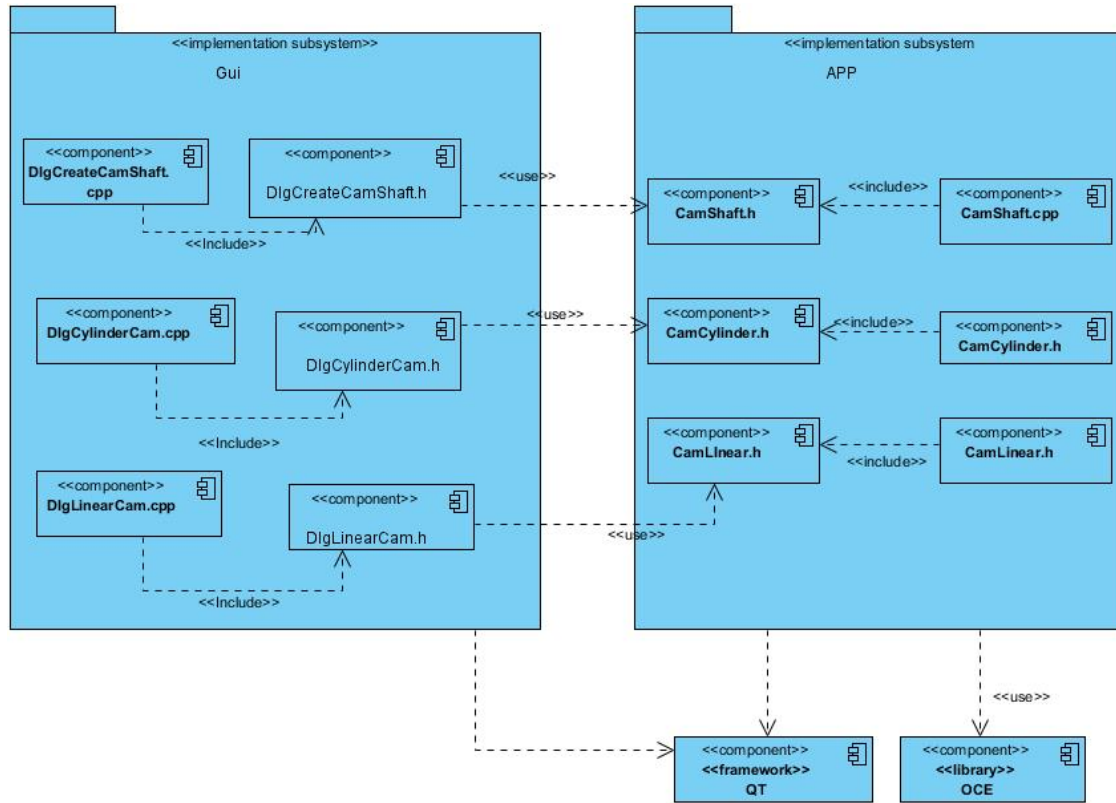 <<implementation subsystem>>
Gui
<<component>>
DlgCreateCamShaft.
cpp
<<component>>
DlgCreateCamShaft.h
<<Include>>
<<component>>
DlgCylinderCam.cpp
<<component>>
DlgCylinderCam.h
<<Include>>
<<component>>
DlgLinearCam.cpp
<<component>>
DlgLinearCam.h
<<Include>>
<<use>>
<<use>>
<<use>>
<<implementation subsystem
APP
<<component>>
CamShaft.h
<<include>>
<<component>>
CamShaft.cpp
<<component>>
CamCylinder.h
<<include>>
<<component>>
CamCylinder.h
<<component>>
CamLInear.h
<<include>>
<<component>>
CamLinear.h
<<use>>
<<component>>
<<framework>>
QT
<<component>>
<<library>>
OCE